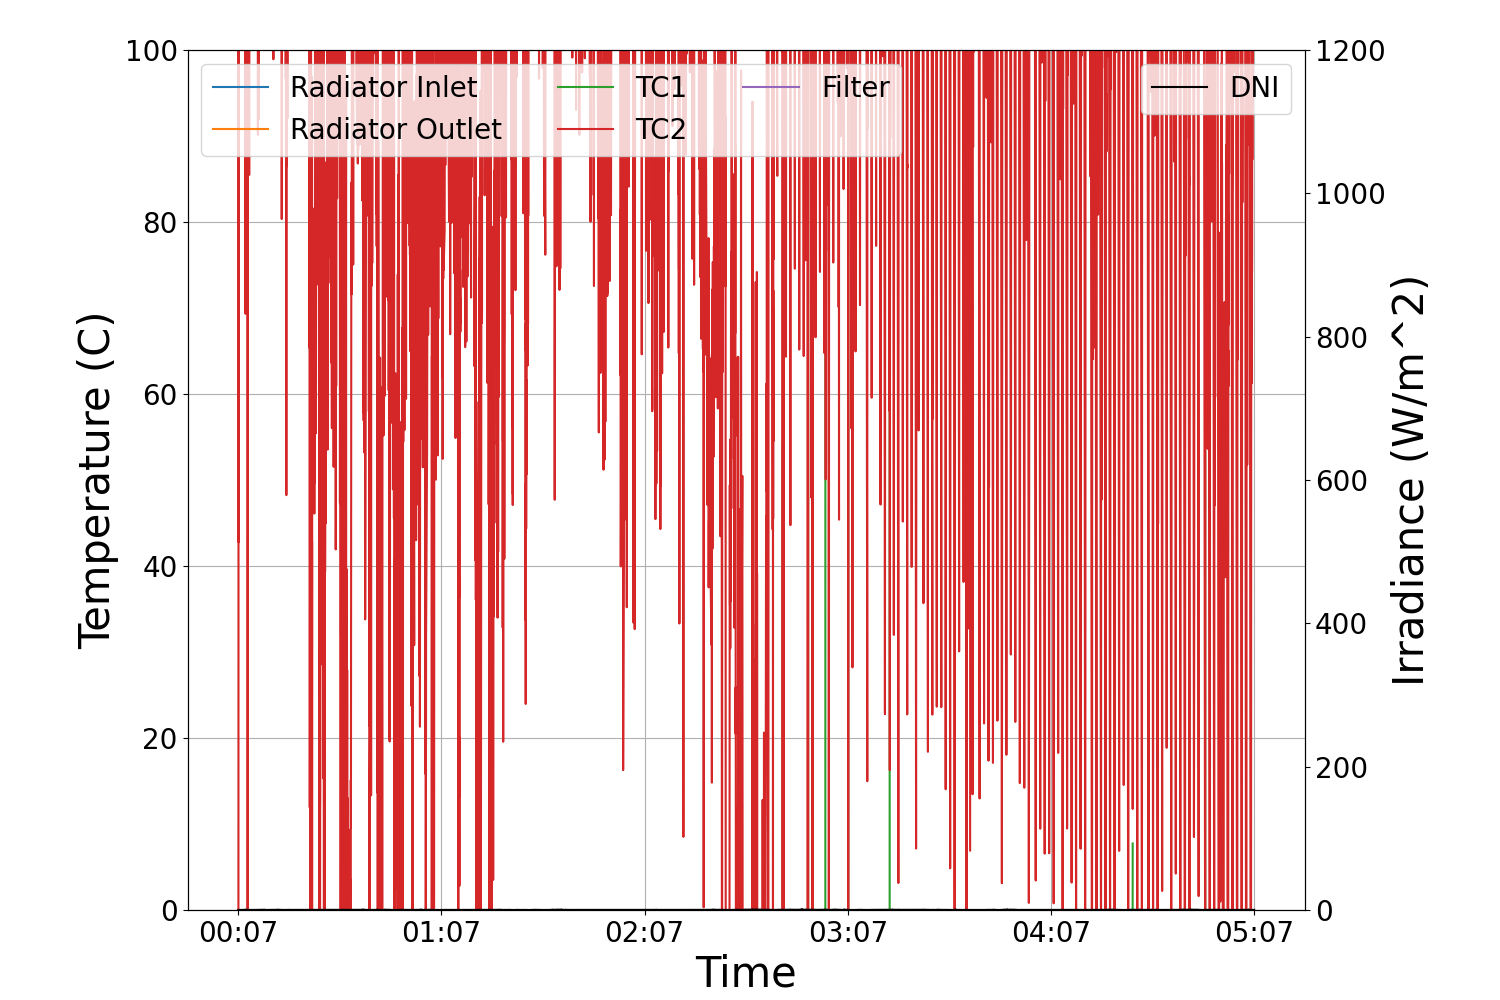 100
80
60
40
20
0
Temperature (C)
Radiator Inlet
Radiator Outlet
TC1
TC2
Filter
DNI
1200
1000
800
600
400
200
0
Irradiance (W/m^2)
00:07 01:07 02:07 03:07 04:07 05:07
Time